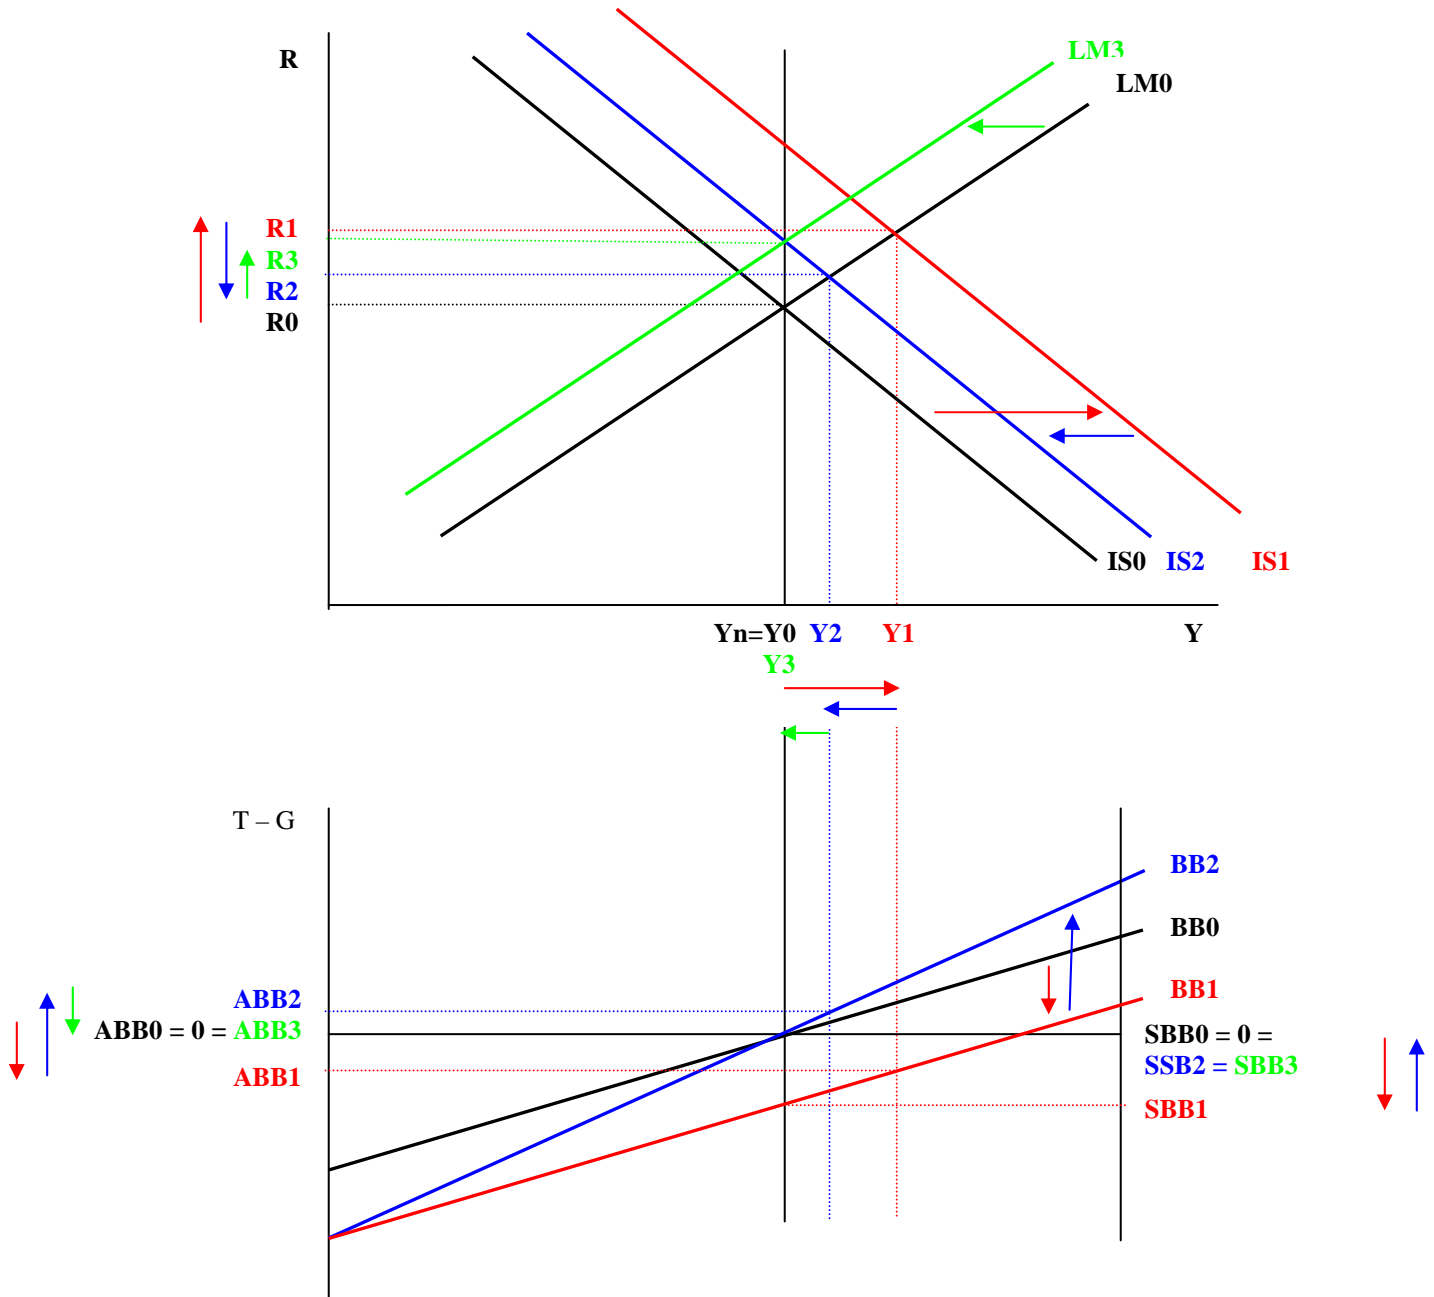 LM3
R
LM0
R1
R3
R2
R0
IS0 IS2 IS1
Yn=Y0 Y2 Y1 Y
Y3
T – G
BB2
BB0
BB1
ABB2
ABB0 = 0 = ABB3
ABB1
SBB0 = 0 =
SSB2 = SBB3
SBB1